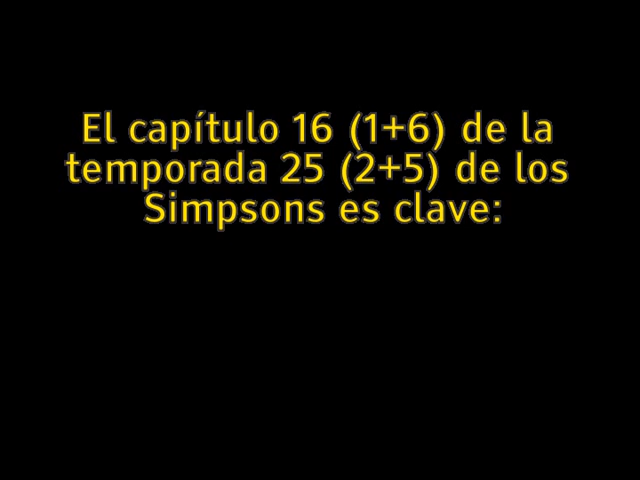 El capítulo 16 (1+6) de la
temporada 25 (2+5) de los
Simpsons es clave: